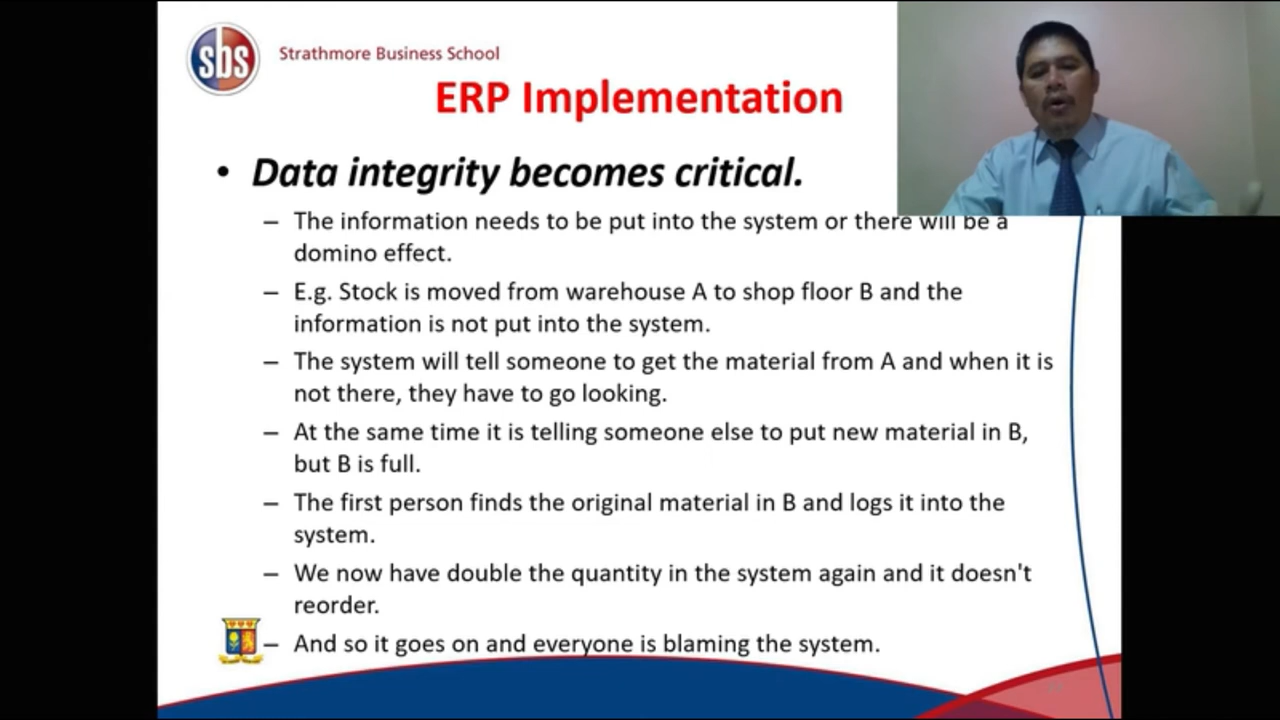 sbs
Strathmore Business School
ERP Implementation
• Data integrity becomes critical.
– The information needs to be put into the system or there will be a
domino effect.
– E.g. Stock is moved from warehouse A to shop floor B and the
information is not put into the system.
– The system will tell someone to get the material from A and when it is
not there, they have to go looking.
– At the same time it is telling someone else to put new material in B,
but B is full.
– The first person finds the original material in B and logs it into the
system.
– We now have double the quantity in the system again and it doesn't
reorder.
– And so it goes on and everyone is blaming the system.